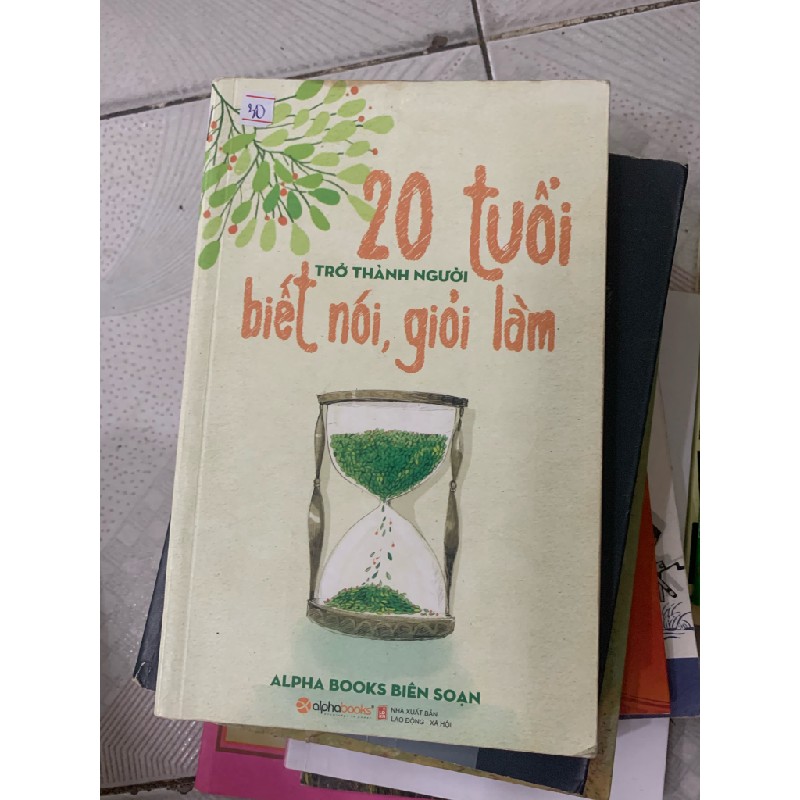 30
20 tuổi
TRỞ THÀNH NGƯỜI
biết nói, giỏi làm
ALPHA BOOKS BIÊN SOẠN
alphabooks®
NHÀ XUẤT BẢN
LAO ĐỘNG - XÃ HỘI